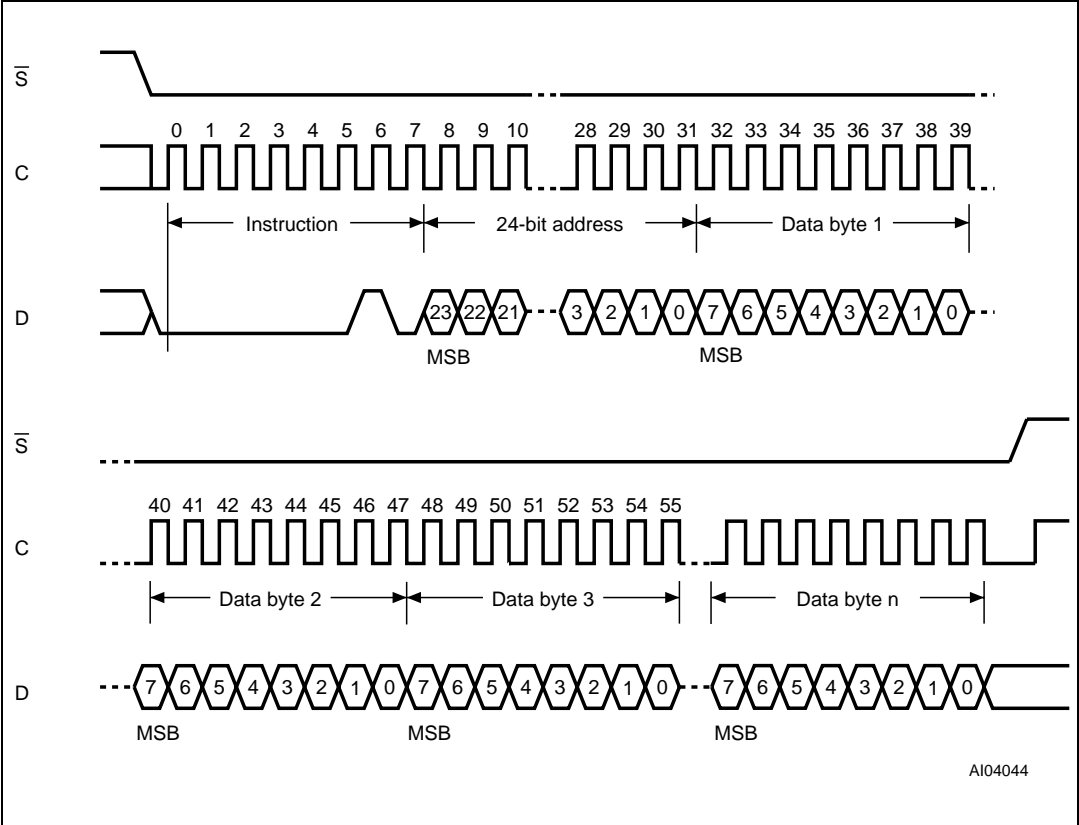 S
0 1 2 3 4 5 6 7 8 9 10 28 29 30 31 32 33 34 35 36 37 38 39
C
Instruction 24-bit address Data byte 1
D
23 22 21 3 2 1 0 7 6 5 4 3 2 1 0
MSB MSB
S
40 41 42 43 44 45 46 47 48 49 50 51 52 53 54 55
C
Data byte 2 Data byte 3 Data byte n
D
7 6 5 4 3 2 1 0 7 6 5 4 3 2 1 0 7 6 5 4 3 2 1 0
MSB MSB MSB
AI04044